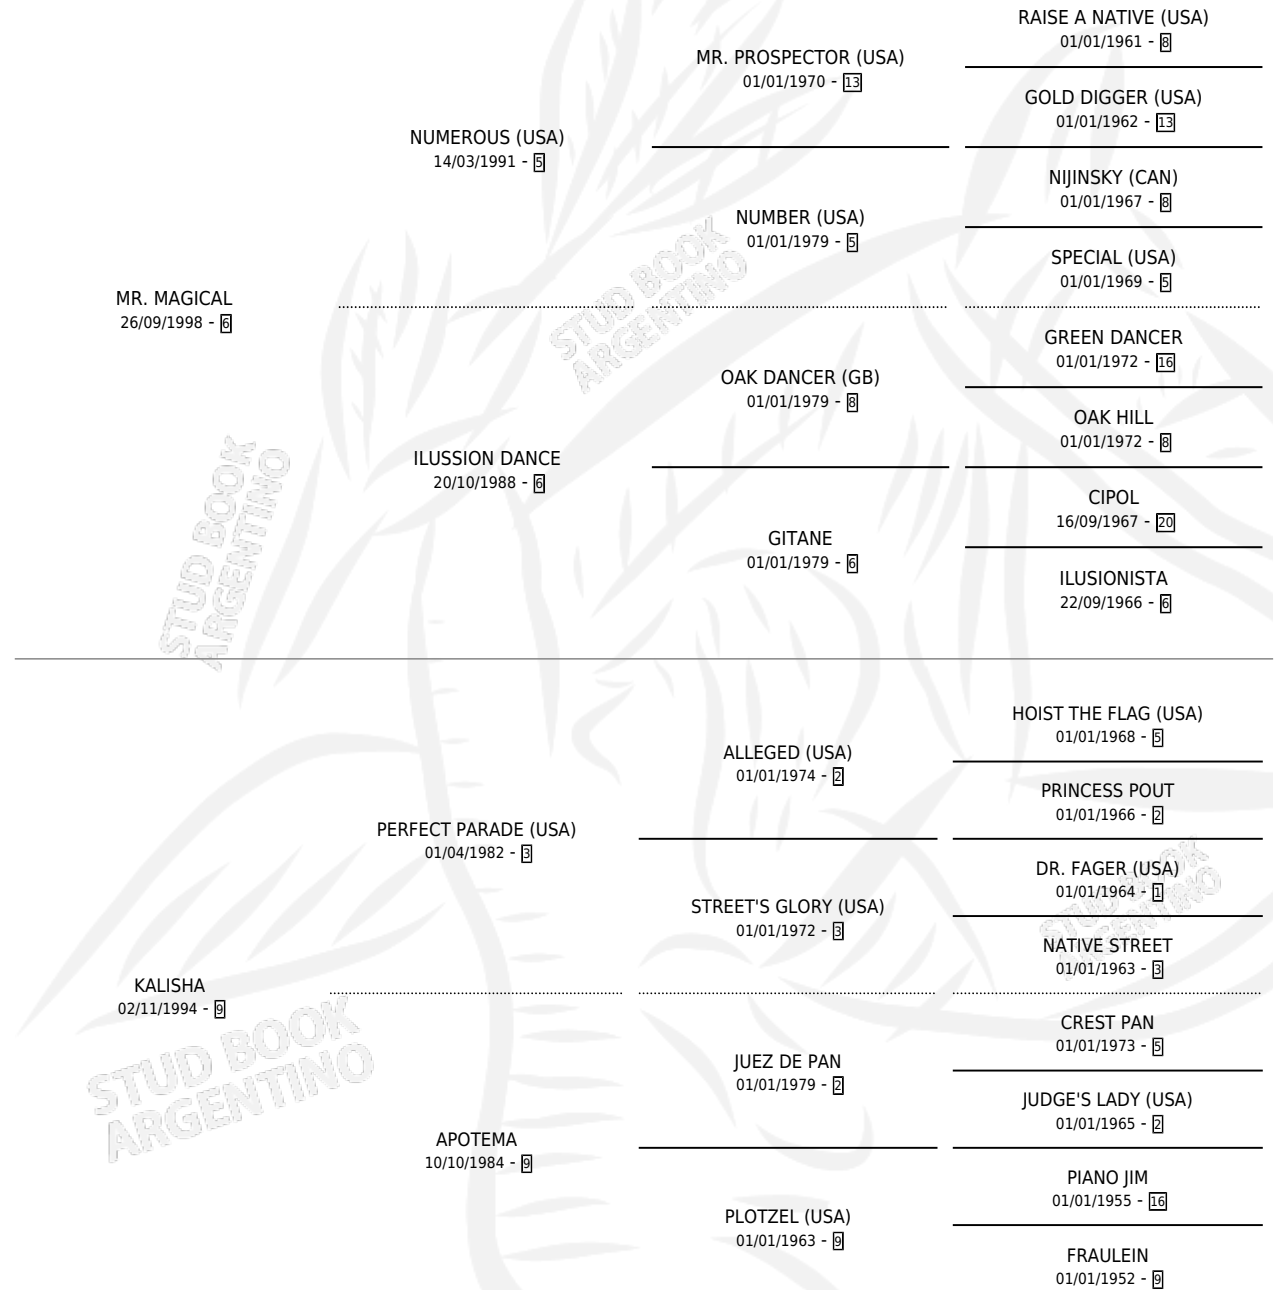 RAISE A NATIVE (USA)
01/01/1961 - 8
MR. PROSPECTOR (USA)
01/01/1970 - 13
GOLD DIGGER (USA)
01/01/1962 - 13
NUMEROUS (USA)
14/03/1991 - 5
NIJINSKY (CAN)
01/01/1967 - 8
NUMBER (USA)
01/01/1979 - 5
SPECIAL (USA)
01/01/1969 - 5
MR. MAGICAL
26/09/1998 - 6
GREEN DANCER
01/01/1972 - 16
OAK DANCER (GB)
01/01/1979 - 8
OAK HILL
01/01/1972 - 8
ILUSSION DANCE
20/10/1988 - 6
CIPOL
16/09/1967 - 20
GITANE
01/01/1979 - 6
ILUSIONISTA
22/09/1966 - 6
HOIST THE FLAG (USA)
01/01/1968 - 5
ALLEGED (USA)
01/01/1974 - 2
PRINCESS POUT
01/01/1966 - 2
PERFECT PARADE (USA)
01/04/1982 - 3
DR. FAGER (USA)
01/01/1964 - 1
STREET'S GLORY (USA)
01/01/1972 - 3
NATIVE STREET
01/01/1963 - 3
KALISHA
02/11/1994 - 9
CREST PAN
01/01/1973 - 5
JUEZ DE PAN
01/01/1979 - 2
JUDGE'S LADY (USA)
01/01/1965 - 2
APOTEMA
10/10/1984 - 9
PIANO JIM
01/01/1955 - 16
PLOTZEL (USA)
01/01/1963 - 9
FRAULEIN
01/01/1952 - 9
STUD BOOK
ARGENTINO
STUD BOOK
ARGENTINO
STUD BOOK
ARGENTINO
STUD BOOK
ARGENTINO